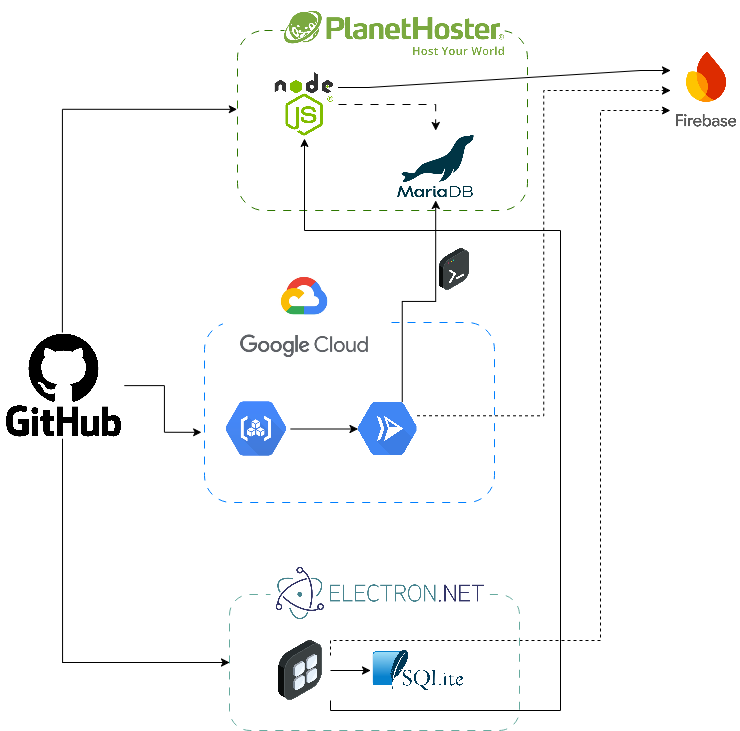 PlanetHoster®
Host Your World
node
JS
®
Firebase
MariaDB
Google Cloud
GitHub
ELECTRON.NET
SQLite